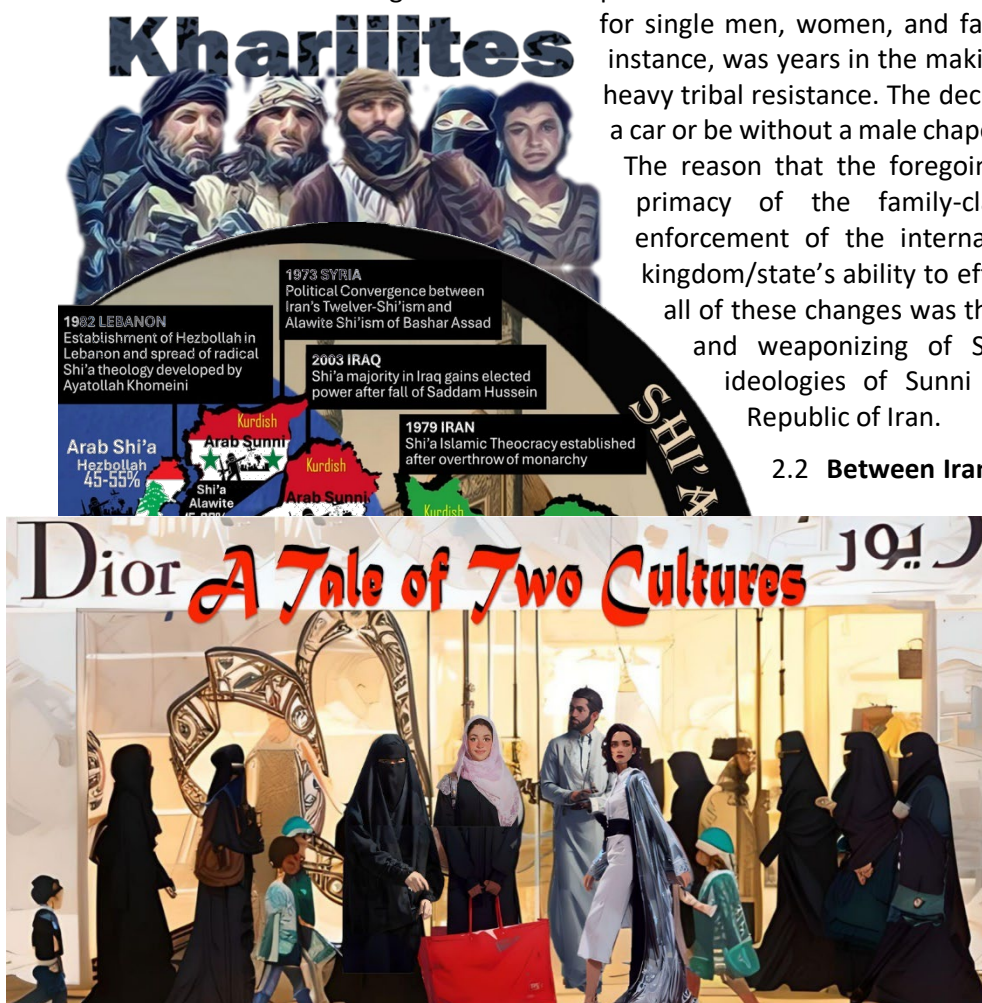 Kharijites
for single men, women, and fa
instance, was years in the maki
heavy tribal resistance. The dec
a car or be without a male chape
The reason that the foregoin
primacy of the family-cl
enforcement of the interna
kingdom/state’s ability to eff
all of these changes was th
and weaponizing of S
ideologies of Sunni
Republic of Iran.
2.2 Between Iran
1973 SYRIA
Political Convergence between
Iran’s Twelver-Shi’ism and
Alawite Shi’ism of Bashar Assad
1982 LEBANON
Establishment of Hezbollah in
Lebanon and spread of radical
Shi’a theology developed by
Ayatollah Khomeini
2003 IRAQ
Shi’a majority in Iraq gains elected
power after fall of Saddam Hussein
1979 IRAN
Shi’a Islamic Theocracy established
after overthrow of monarchy
SHI’A
Arab Shi’a
Hezbollah
45-55%
Kurdish
Arab Sunni
Shi’a
Alawite
Kurdish
Arab Sunni
Kurdish
Dior
A Tale of Two Cultures
ديور